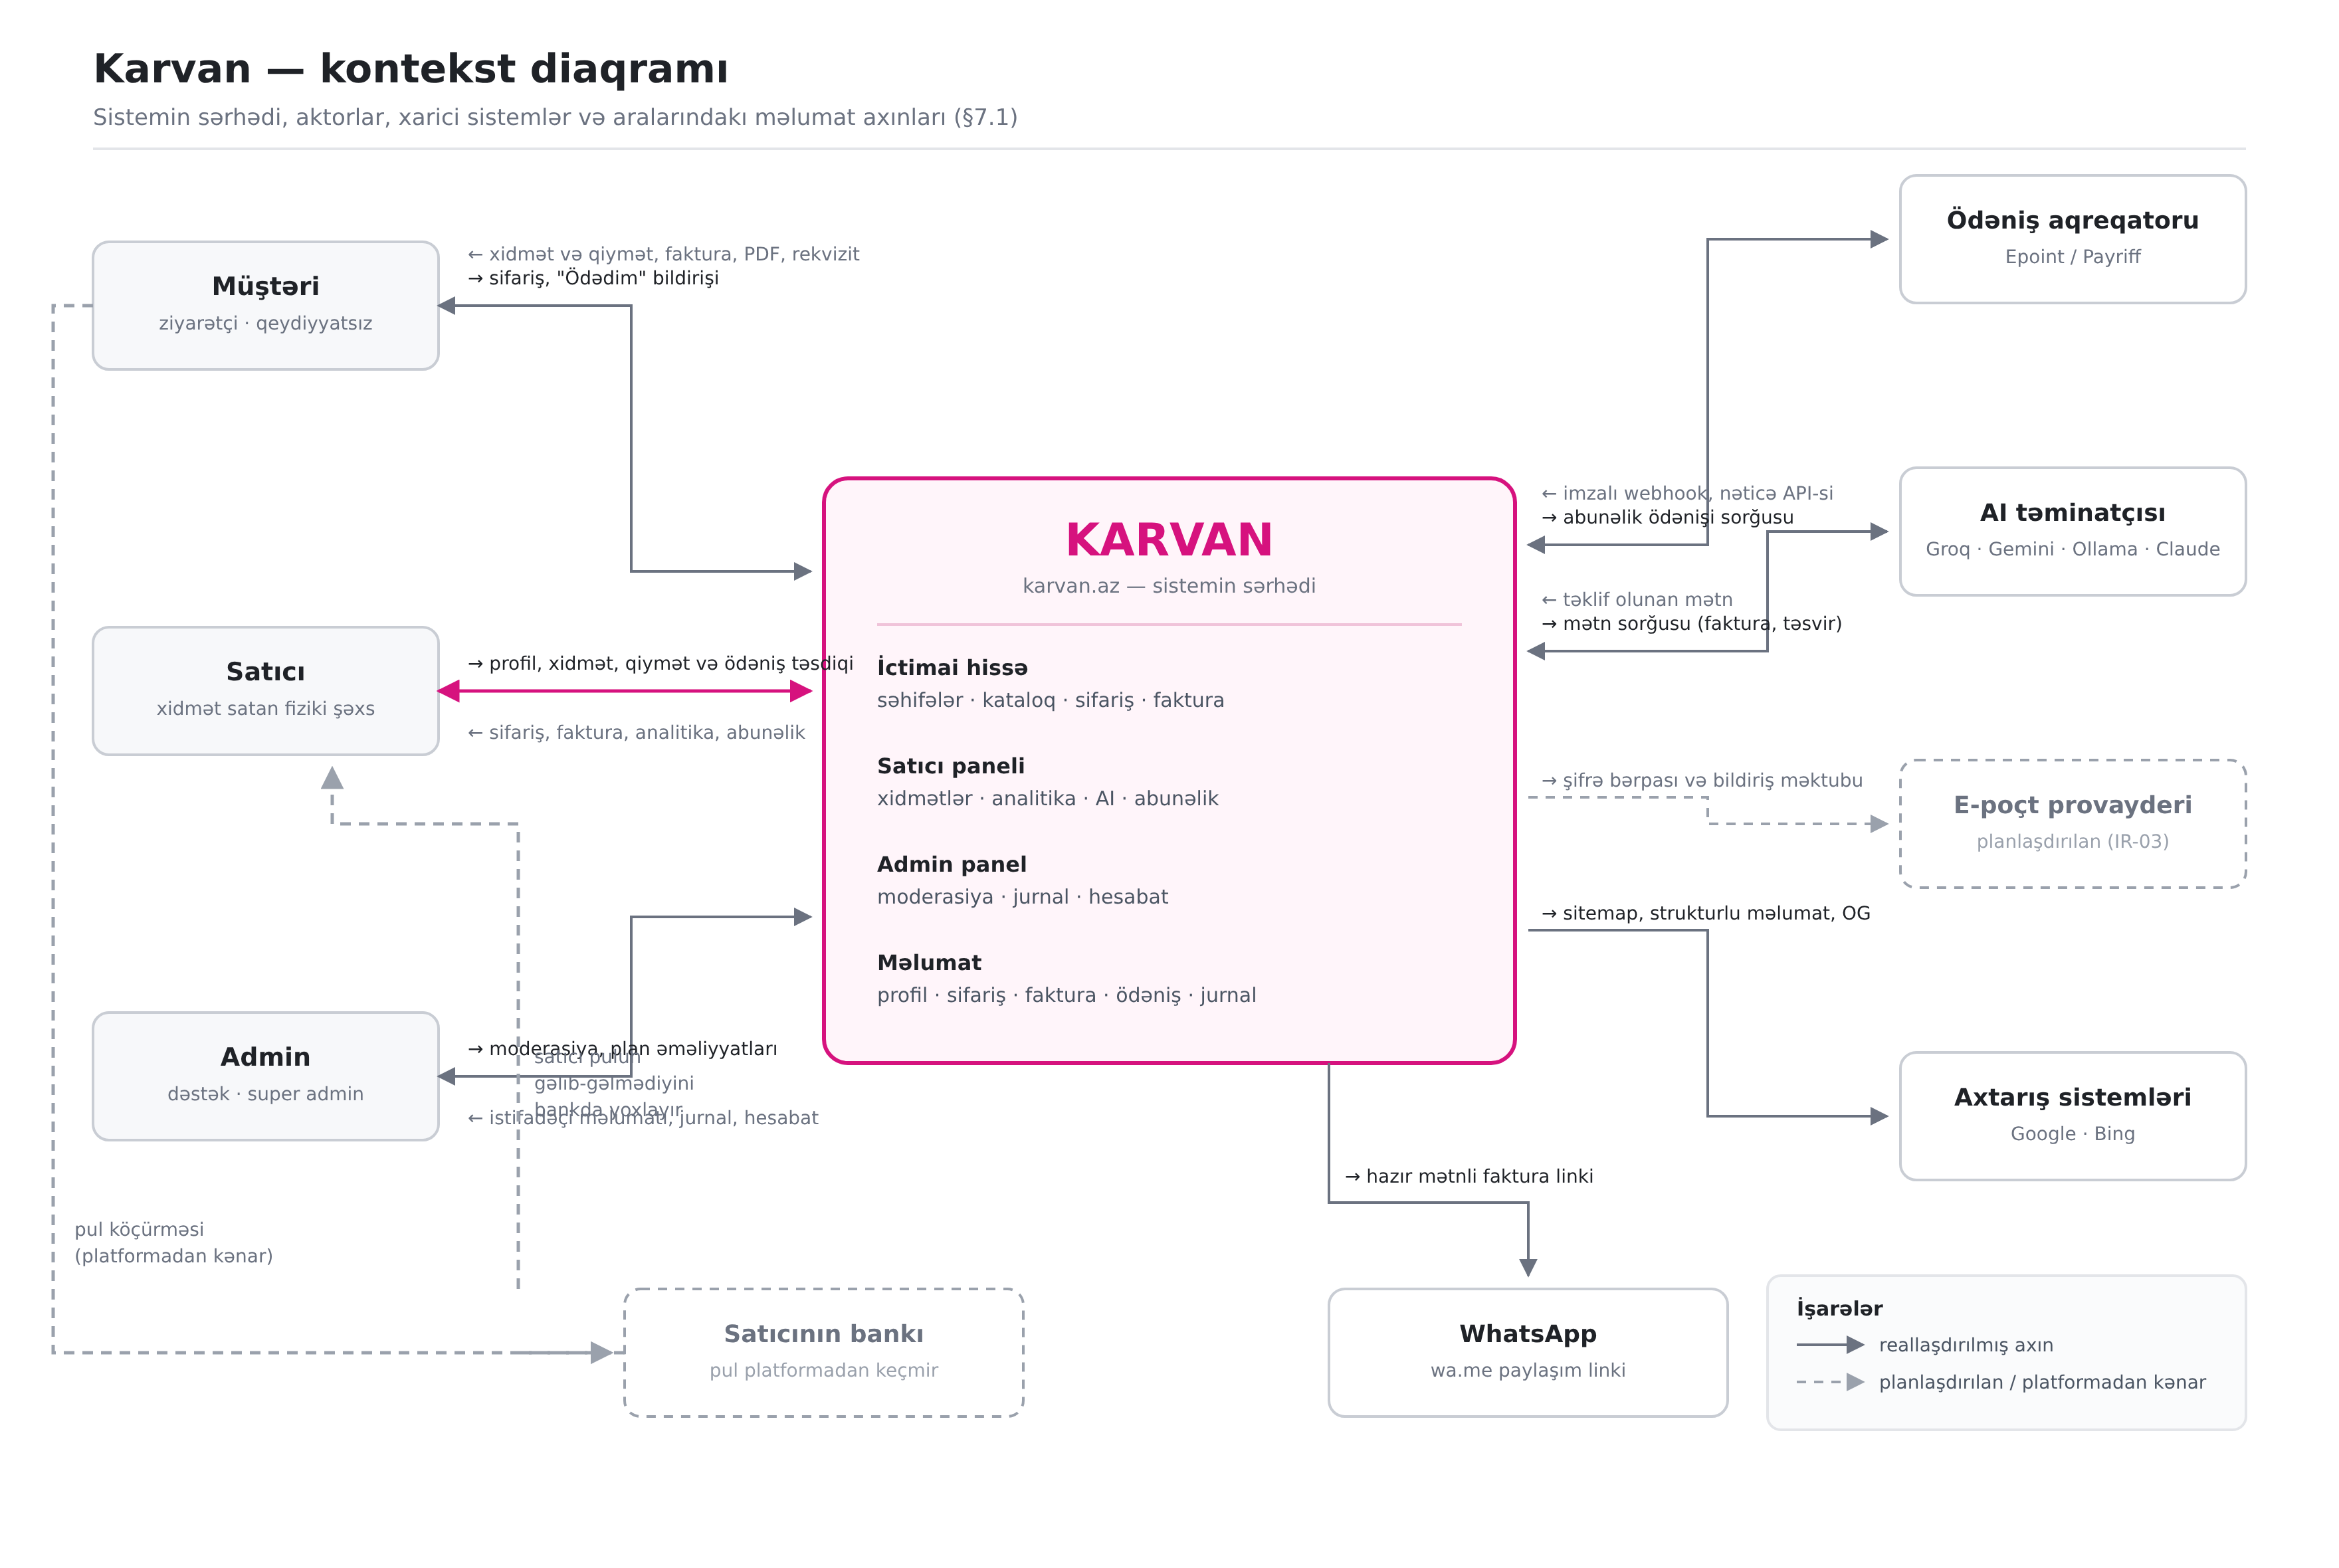 Karvan — kontekst diaqramı
Sistemin sərhədi, aktorlar, xarici sistemlər və aralarındakı məlumat axınları (§7.1)
Müştəri
ziyarətçi · qeydiyyatsız
← xidmət və qiymət, faktura, PDF, rekvizit
→ sifariş, "Ödədim" bildirişi
Satıcı
xidmət satan fiziki şəxs
→ profil, xidmət, qiymət və ödəniş təsdiqi
← sifariş, faktura, analitika, abunəlik
Admin
dəstək · super admin
→ moderasiya, plan əməliyyatları
satıcı pulun
gəlib-gəlmədiyini
bankda yoxlayır
← istifadəçi məlumatı, jurnal, hesabat
pul köçürməsi
(platformadan kənar)
KARVAN
karvan.az — sistemin sərhədi
İctimai hissə
səhifələr · kataloq · sifariş · faktura
Satıcı paneli
xidmətlər · analitika · AI · abunəlik
Admin panel
moderasiya · jurnal · hesabat
Məlumat
profil · sifariş · faktura · ödəniş · jurnal
Ödəniş aqreqatoru
Epoint / Payriff
← imzalı webhook, nəticə API-si
→ abunəlik ödənişi sorğusu
AI təminatçısı
Groq · Gemini · Ollama · Claude
← təklif olunan mətn
→ mətn sorğusu (faktura, təsvir)
→ şifrə bərpası və bildiriş məktubu
E-poçt provayderi
planlaşdırılan (IR-03)
→ sitemap, strukturlu məlumat, OG
Axtarış sistemləri
Google · Bing
→ hazır mətnli faktura linki
Satıcının bankı
pul platformadan keçmir
WhatsApp
wa.me paylaşım linki
İşarələr
reallaşdırılmış axın
planlaşdırılan / platformadan kənar